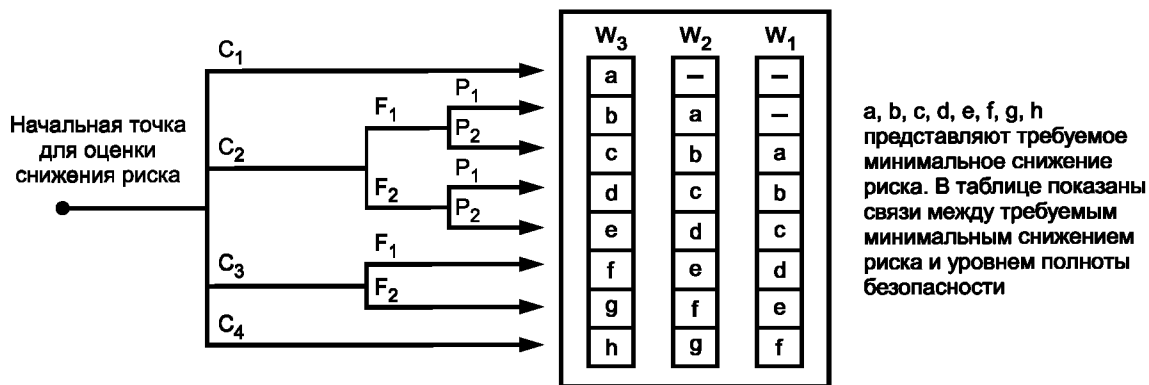 W3 W2 W1
C1 a – –
P1 b a –
F1
P2 c b a
Начальная точка
для оценки
снижения риска
C2
P1 d c b
F2
P2 e d c
F1 f e d
C3
F2 g f e
C4 h g f
a, b, c, d, e, f, g, h
представляют требуемое
минимальное снижение
риска. В таблице показаны
связи между требуемым
минимальным снижением
риска и уровнем полноты
безопасности